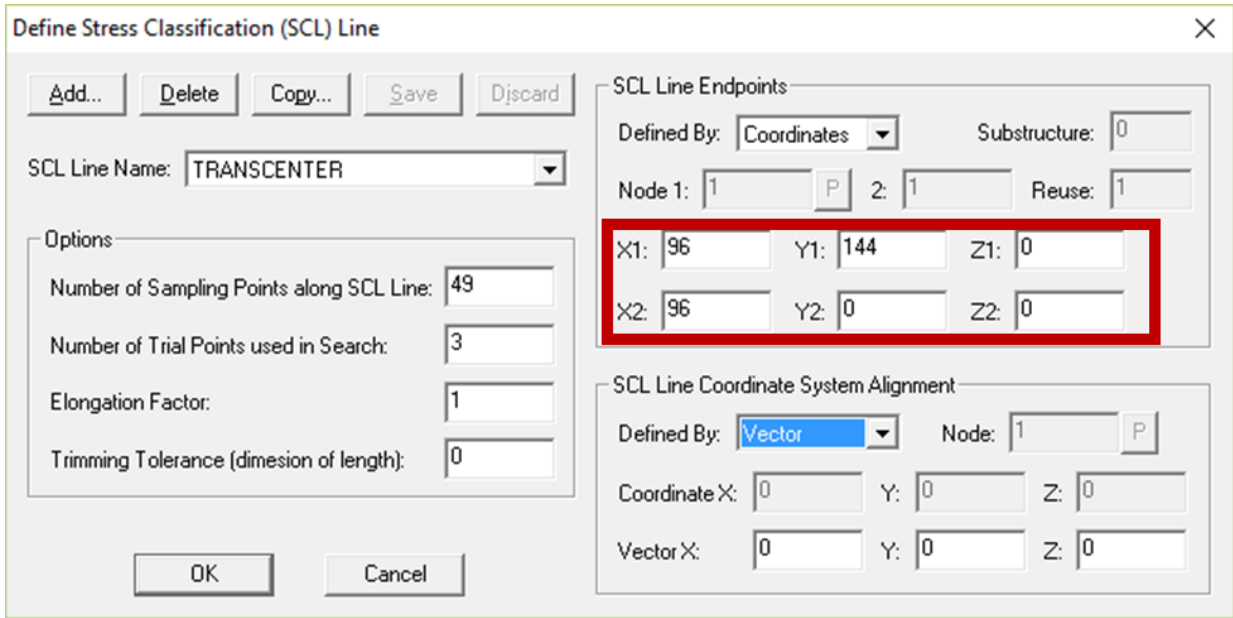 Define Stress Classification (SCL) Line
Add... Delete Copy... Save Discard
SCL Line Name: TRANSCENTER
Options
Number of Sampling Points along SCL Line: 49
Number of Trial Points used in Search: 3
Elongation Factor: 1
Trimming Tolerance (dimesion of length): 0
OK Cancel
SCL Line Endpoints
Defined By: Coordinates Substructure: 0
Node 1: 1 P 2: 1 Reuse: 1
X1: 96 Y1: 144 Z1: 0
X2: 96 Y2: 0 Z2: 0
SCL Line Coordinate System Alignment
Defined By: Vector Node: 1 P
Coordinate X: 0 Y: 0 Z: 0
Vector X: 0 Y: 0 Z: 0